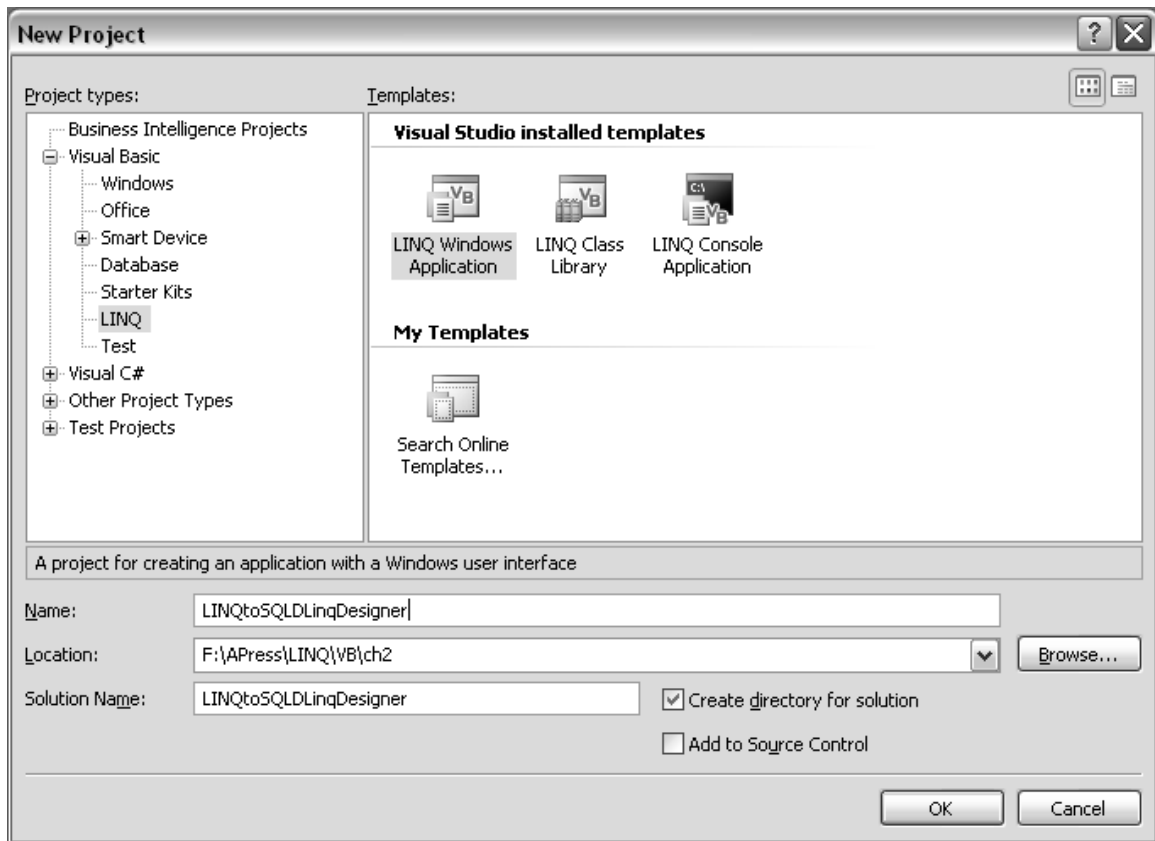 New Project
?
Project types:
Templates:
Business Intelligence Projects
Visual Basic
Windows
Office
Smart Device
Database
Starter Kits
LINQ
Test
Visual C#
Other Project Types
Test Projects
Visual Studio installed templates
VB
VB
C:\
VB
LINQ Windows
Application
LINQ Class
Library
LINQ Console
Application
My Templates
Search Online
Templates...
A project for creating an application with a Windows user interface
Name:
LINQtoSQLDLinqDesigner
Location:
F:\APress\LINQ\VB\ch2
Browse...
Solution Name:
LINQtoSQLDLinqDesigner
Create directory for solution
Add to Source Control
OK
Cancel